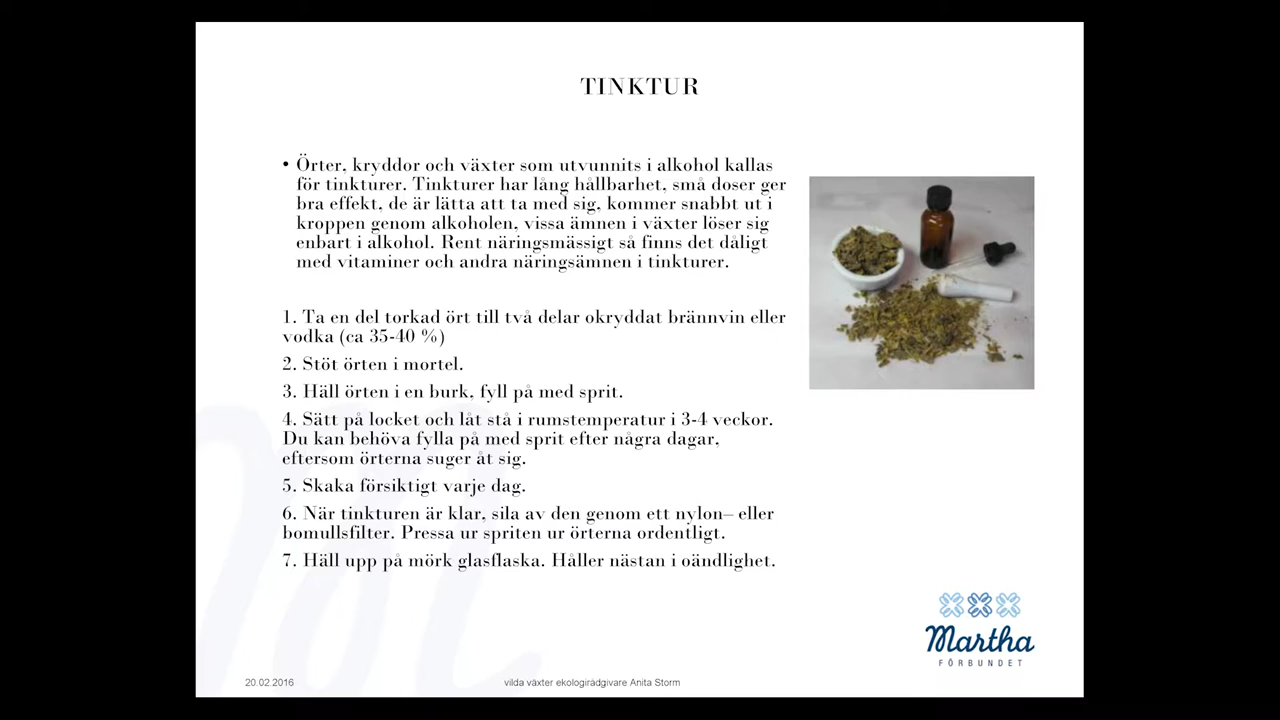 TINKTUR
• Örter, kryddor och växter som utvunnits i alkohol kallas
för tinkturer. Tinkturer har lång hållbarhet, små doser ger
bra effekt, de är lätta att ta med sig, kommer snabbt ut i
kroppen genom alkoholen, vissa ämnen i växter löser sig
enbart i alkohol. Rent näringsmässigt så finns det dåligt
med vitaminer och andra näringsämnen i tinkturer.
1. Ta en del torkad ört till två delar okryddat brännvin eller
vodka (ca 35-40 %)
2. Stöt örten i mortel.
3. Häll örten i en burk, fyll på med sprit.
4. Sätt på locket och låt stå i rumstemperatur i 3-4 veckor.
Du kan behöva fylla på med sprit efter några dagar,
eftersom örterna suger åt sig.
5. Skaka försiktigt varje dag.
6. När tinkturen är klar, sila av den genom ett nylon– eller
bomullsfilter. Pressa ur spriten ur örterna ordentligt.
7. Häll upp på mörk glasflaska. Håller nästan i oändlighet.
Martha
FÖRBUNDET
20.02.2016
vilda växter ekologirådgivare Anita Storm